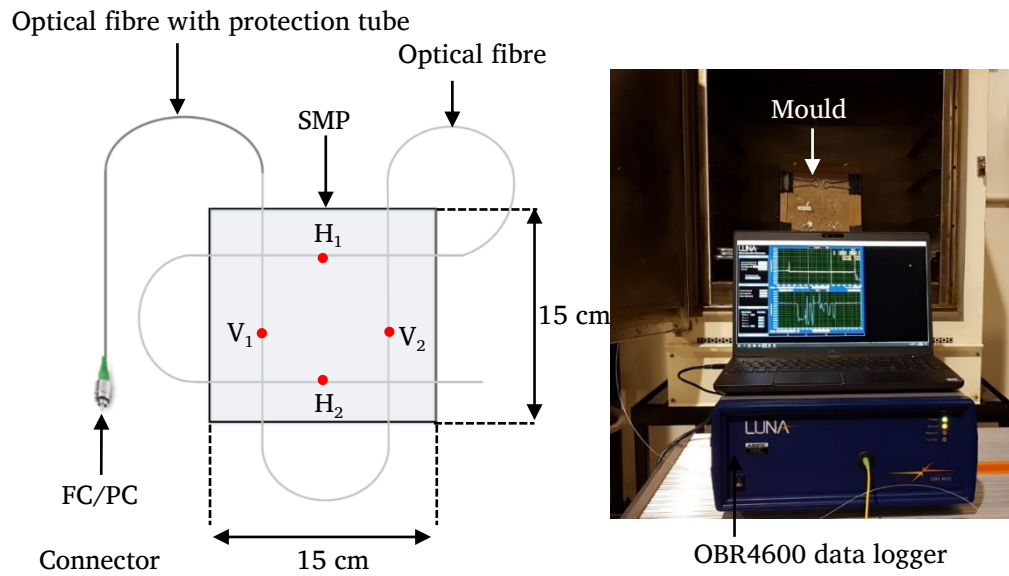 Optical fibre with protection tube
Optical fibre
SMP
H₁
V₁
V₂
H₂
15 cm
FC/PC
Connector
15 cm
Mould
LUNA
LUNA
OBR4600 data logger